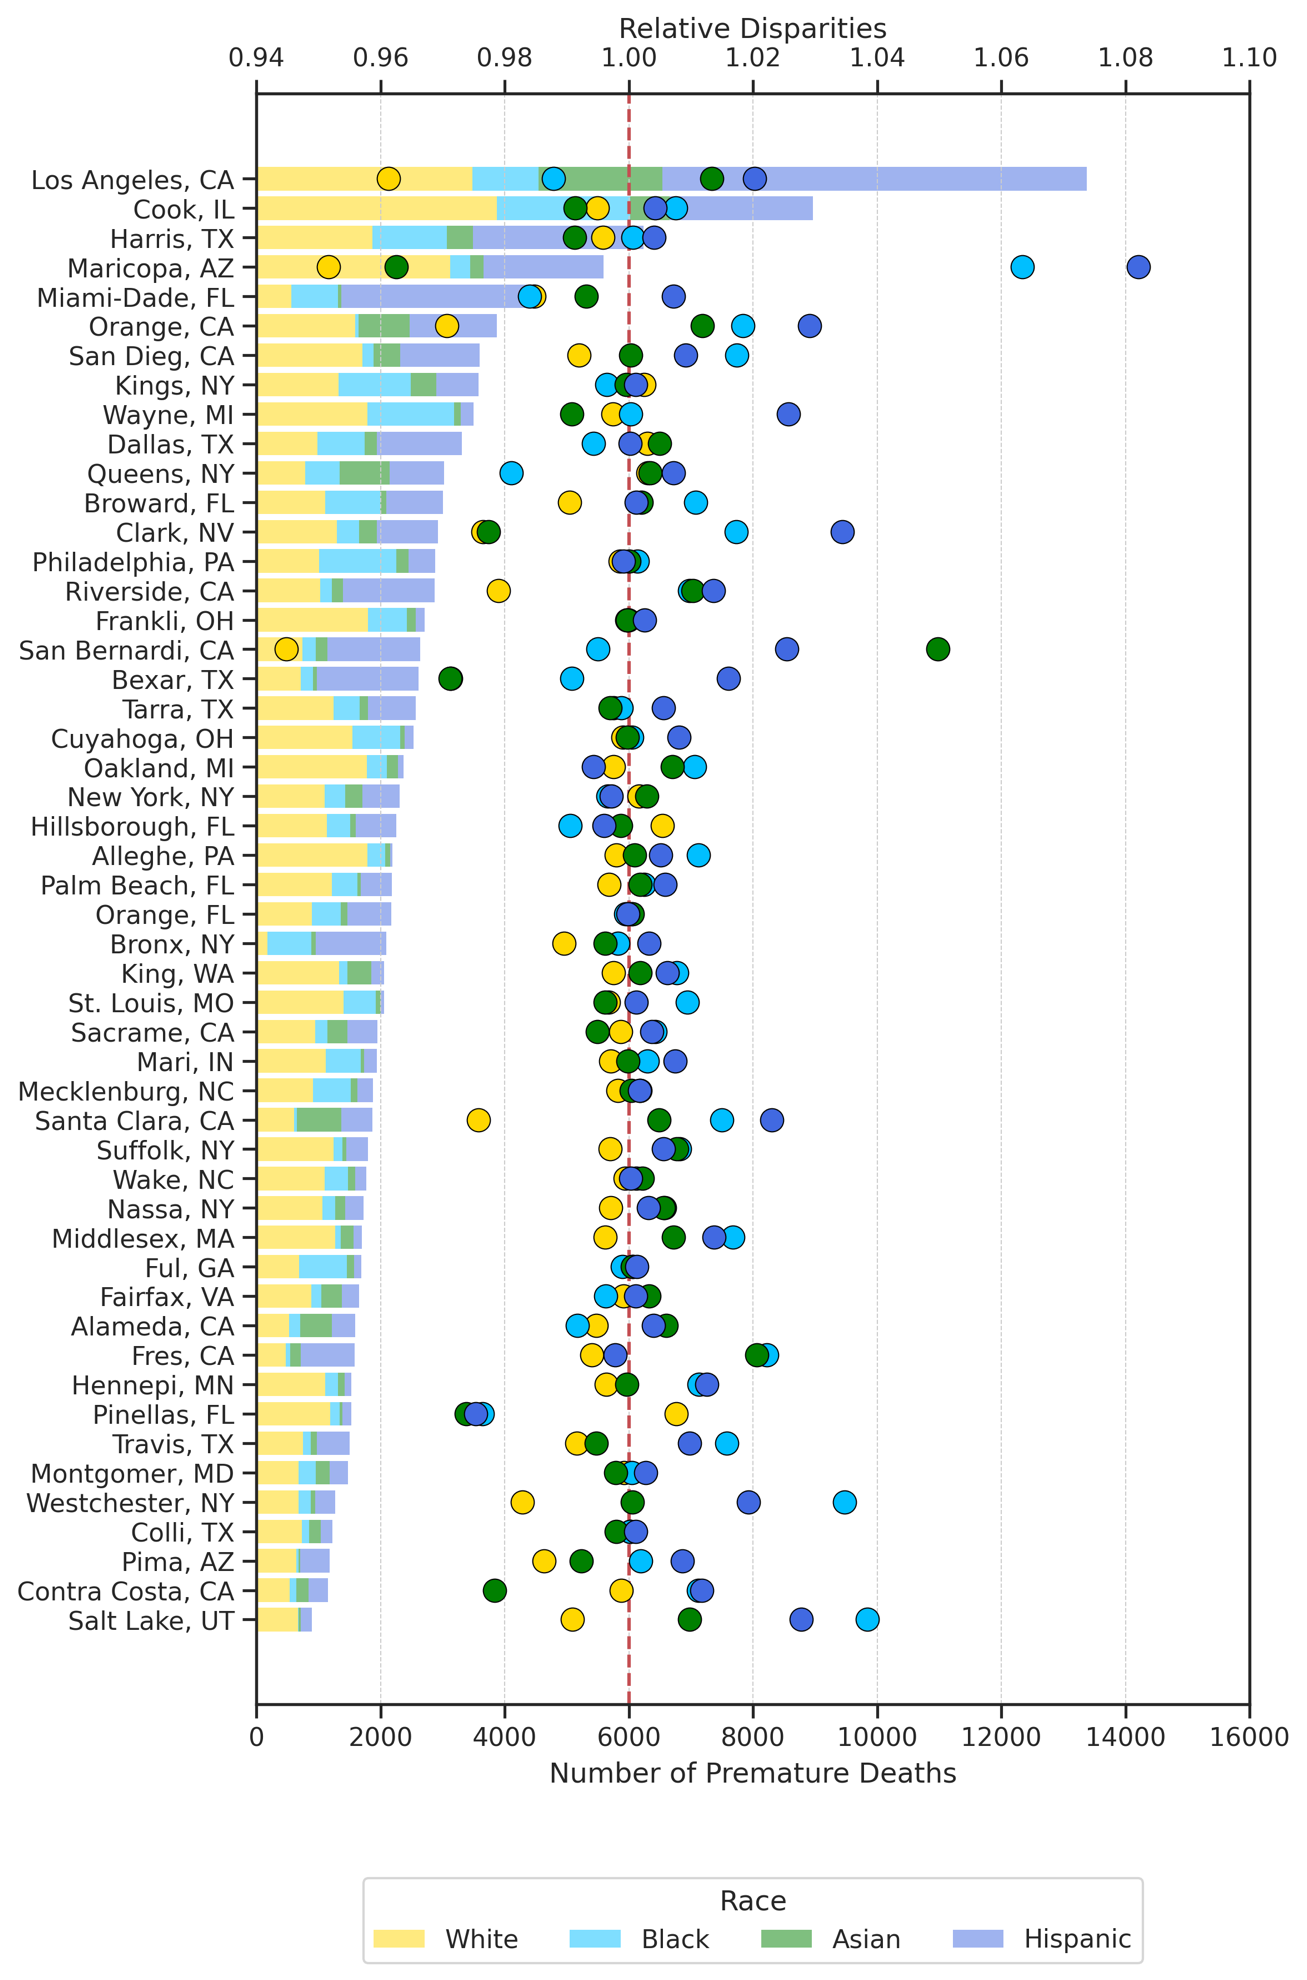 Relative Disparities
0.94 0.96 0.98 1.00 1.02 1.04 1.06 1.08 1.10
Los Angeles, CA
Cook, IL
Harris, TX
Maricopa, AZ
Miami-Dade, FL
Orange, CA
San Dieg, CA
Kings, NY
Wayne, MI
Dallas, TX
Queens, NY
Broward, FL
Clark, NV
Philadelphia, PA
Riverside, CA
Frankli, OH
San Bernardi, CA
Bexar, TX
Tarra, TX
Cuyahoga, OH
Oakland, MI
New York, NY
Hillsborough, FL
Alleghe, PA
Palm Beach, FL
Orange, FL
Bronx, NY
King, WA
St. Louis, MO
Sacrame, CA
Mari, IN
Mecklenburg, NC
Santa Clara, CA
Suffolk, NY
Wake, NC
Nassa, NY
Middlesex, MA
Ful, GA
Fairfax, VA
Alameda, CA
Fres, CA
Hennepi, MN
Pinellas, FL
Travis, TX
Montgomer, MD
Westchester, NY
Colli, TX
Pima, AZ
Contra Costa, CA
Salt Lake, UT
0 2000 4000 6000 8000 10000 12000 14000 16000
Number of Premature Deaths
Race
White Black Asian Hispanic